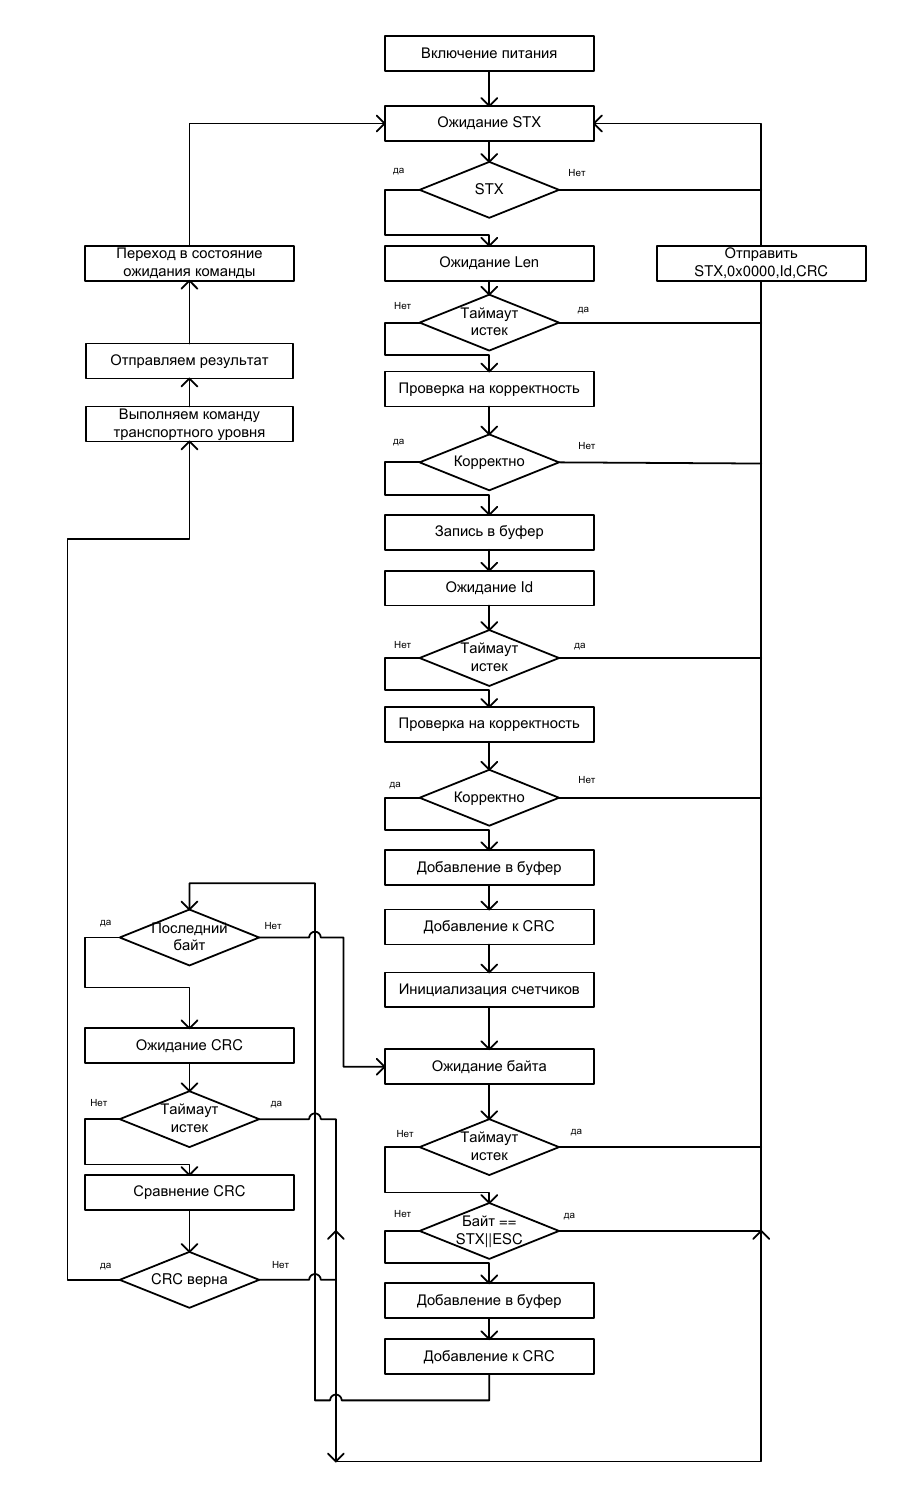 Включение питания
Ожидание STX
да
Нет
STX
Переход в состояние
ожидания команды
Ожидание Len
Отправить
STX,0x0000,Id,CRC
Нет
да
Таймаут
истек
Отправляем результат
Проверка на корректность
Выполняем команду
транспортного уровня
да
Нет
Корректно
Запись в буфер
Ожидание Id
Нет
да
Таймаут
истек
Проверка на корректность
да
Нет
Корректно
Добавление в буфер
да
Нет
Последний
байт
Добавление к CRC
Инициализация счетчиков
Ожидание CRC
Ожидание байта
Нет
да
Таймаут
истек
Нет
да
Таймаут
истек
Сравнение CRC
Нет
да
Байт ==
STX||ESC
да
Нет
CRC верна
Добавление в буфер
Добавление к CRC